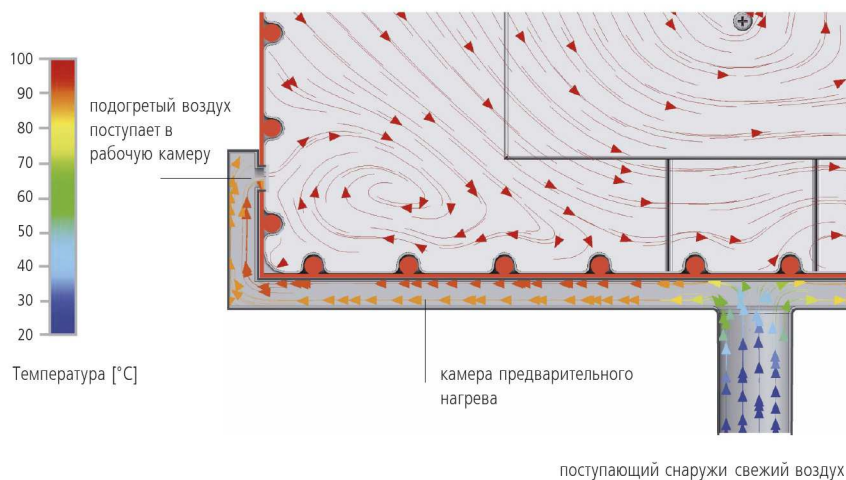 100
90
80
70
60
50
40
30
20
Температура [°C]
подогретый воздух
поступает в
рабочую камеру
камера предварительного
нагрева
поступающий снаружи свежий воздух